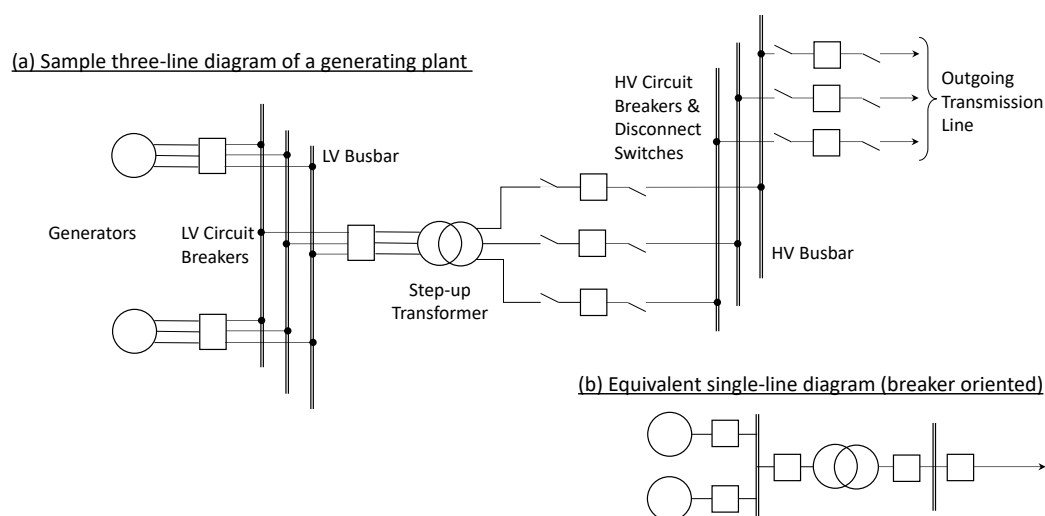 (a) Sample three-line diagram of a generating plant
HV Circuit
Breakers &
Disconnect
Switches
Outgoing
Transmission
Line
LV Busbar
Generators
LV Circuit
Breakers
Step-up
Transformer
HV Busbar
(b) Equivalent single-line diagram (breaker oriented)